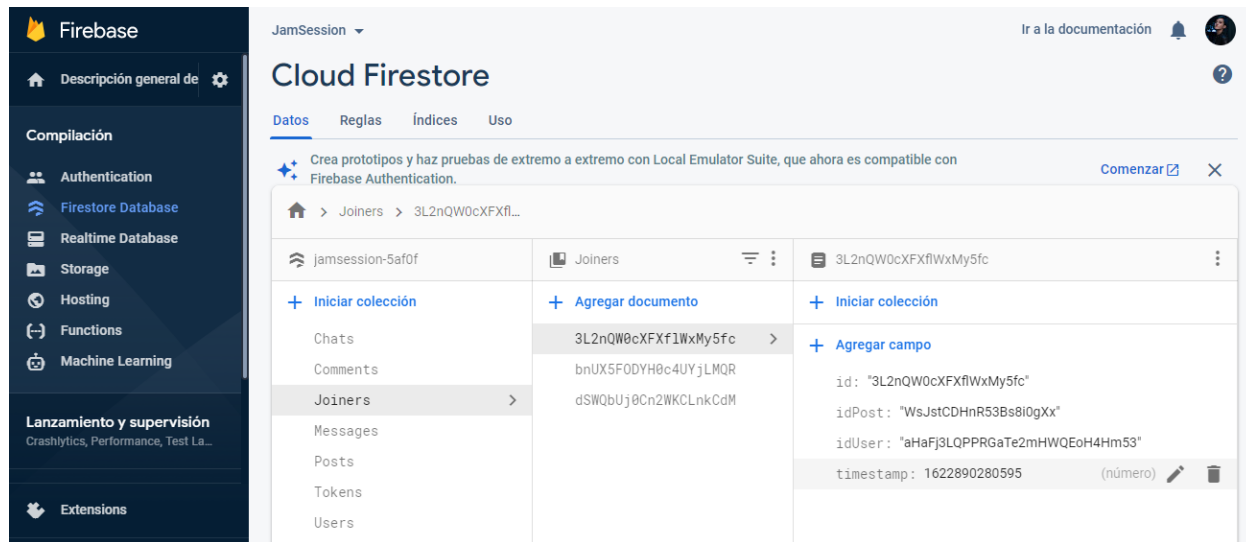 Firebase
JamSession
Ir a la documentación
Descripción general de
Cloud Firestore
Datos Reglas Índices Uso
Compilación
Authentication
Firestore Database
Realtime Database
Storage
Hosting
Functions
Machine Learning
Lanzamiento y supervisión
Crashlytics, Performance, Test La...
Extensions
Crea prototipos y haz pruebas de extremo a extremo con Local Emulator Suite, que ahora es compatible con
Firebase Authentication.
Comenzar
> Joiners > 3L2nQW0cXFXfl...
jamsession-5af0f
Iniciar colección
Chats
Comments
Joiners
Messages
Posts
Tokens
Users
Joiners
Agregar documento
3L2nQW0cXFXflWxMy5fc
bnUX5FODYH0c4UYjLMQR
dSWQbUj0Cn2WKCLnkCdM
3L2nQW0cXFXflWxMy5fc
Iniciar colección
Agregar campo
id: "3L2nQW0cXFXflWxMy5fc"
idPost: "WsJstCDHnR53Bs8i0gXx"
idUser: "aHaFj3LQPPRGaTe2mHWQEoH4Hm53"
timestamp: 1622890280595 (número)